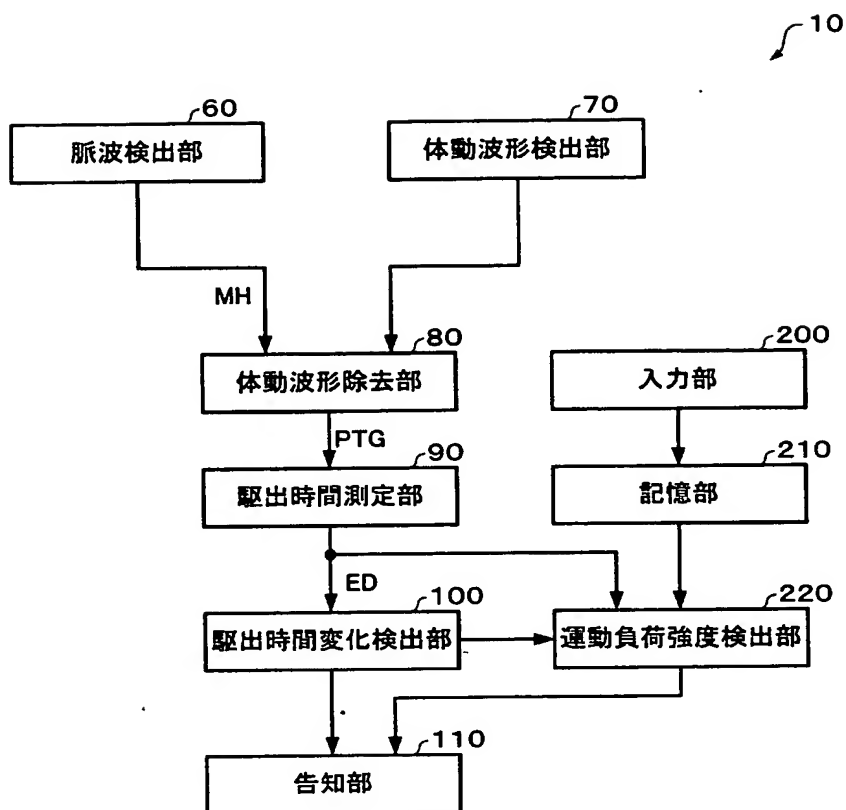 10
60
脈波検出部
70
体動波形検出部
MH
80
体動波形除去部
200
入力部
PTG
90
駆出時間測定部
210
記憶部
ED
100
駆出時間変化検出部
220
運動負荷強度検出部
110
告知部